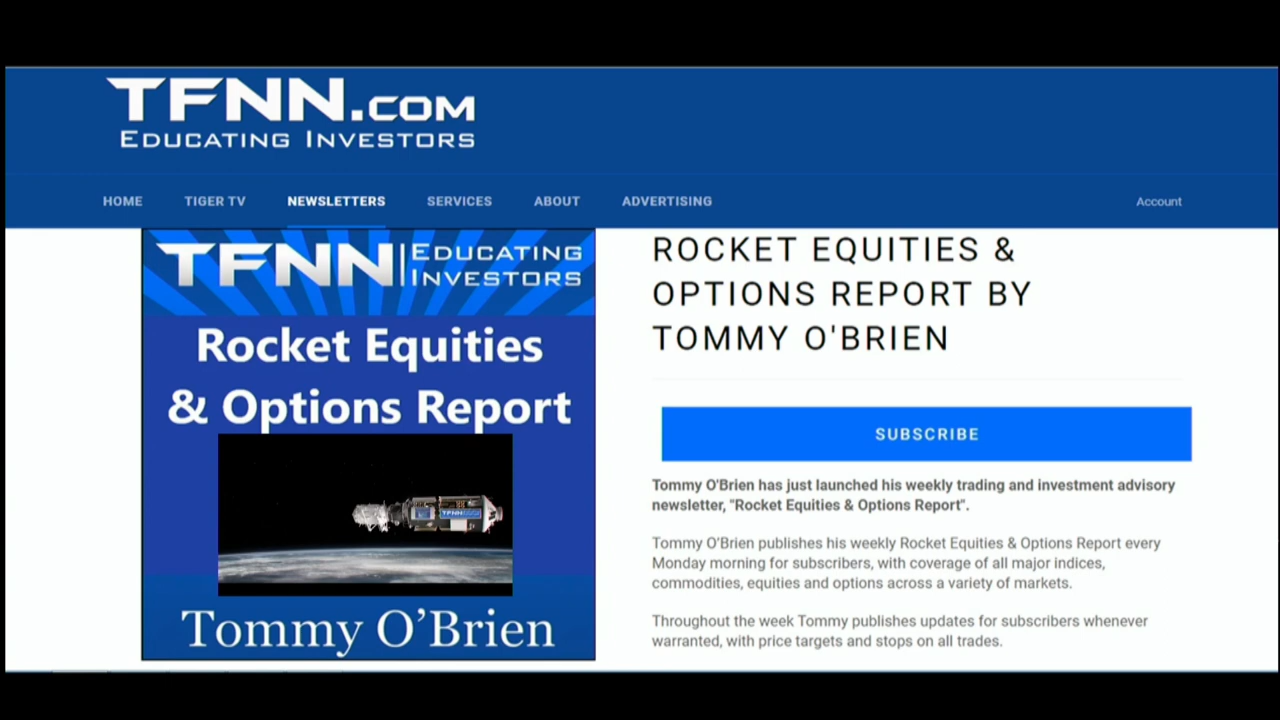 TFNN.COM
EDUCATING INVESTORS
HOME TIGER TV NEWSLETTERS SERVICES ABOUT ADVERTISING Account
TFNN EDUCATING
INVESTORS
Rocket Equities
& Options Report
TFNN
Tommy O’Brien
ROCKET EQUITIES &
OPTIONS REPORT BY
TOMMY O'BRIEN
SUBSCRIBE
Tommy O'Brien has just launched his weekly trading and investment advisory
newsletter, "Rocket Equities & Options Report".
Tommy O’Brien publishes his weekly Rocket Equities & Options Report every
Monday morning for subscribers, with coverage of all major indices,
commodities, equities and options across a variety of markets.
Throughout the week Tommy publishes updates for subscribers whenever
warranted, with price targets and stops on all trades.